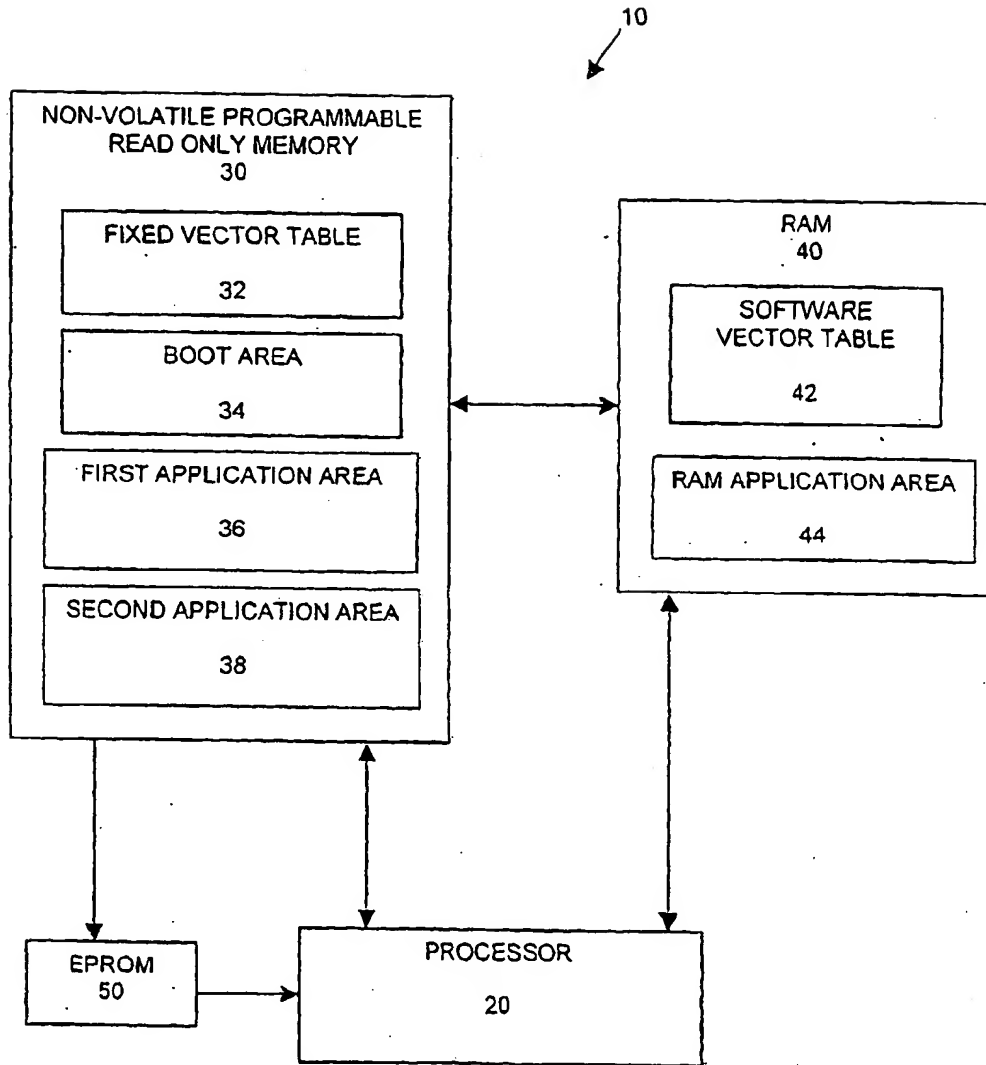 10
NON-VOLATILE PROGRAMMABLE
READ ONLY MEMORY
30
FIXED VECTOR TABLE
32
BOOT AREA
34
FIRST APPLICATION AREA
36
SECOND APPLICATION AREA
38
RAM
40
SOFTWARE
VECTOR TABLE
42
RAM APPLICATION AREA
44
EPROM
50
PROCESSOR
20